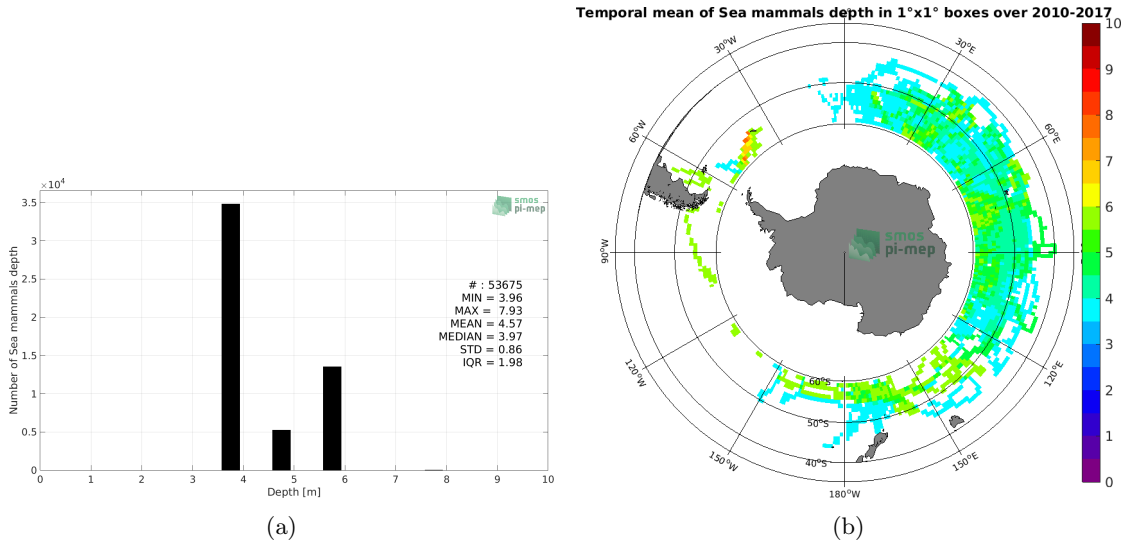 Temporal mean of Sea mammals depth in 1°x1° boxes over 2010-2017
×10⁴
3.5
3
2.5
2
1.5
1
0.5
0
Number of Sea mammals depth
0 1 2 3 4 5 6 7 8 9 10
Depth [m]
smos
pi-mep
# : 53675
MIN = 3.96
MAX = 7.93
MEAN = 4.57
MEDIAN = 3.97
STD = 0.86
IQR = 1.98
(a)
30°W
30°E
60°W
60°E
90°W
120°W
120°E
150°W
150°E
180°W
60°S
50°S
40°S
smos
pi-mep
10
9
8
7
6
5
4
3
2
1
0
(b)